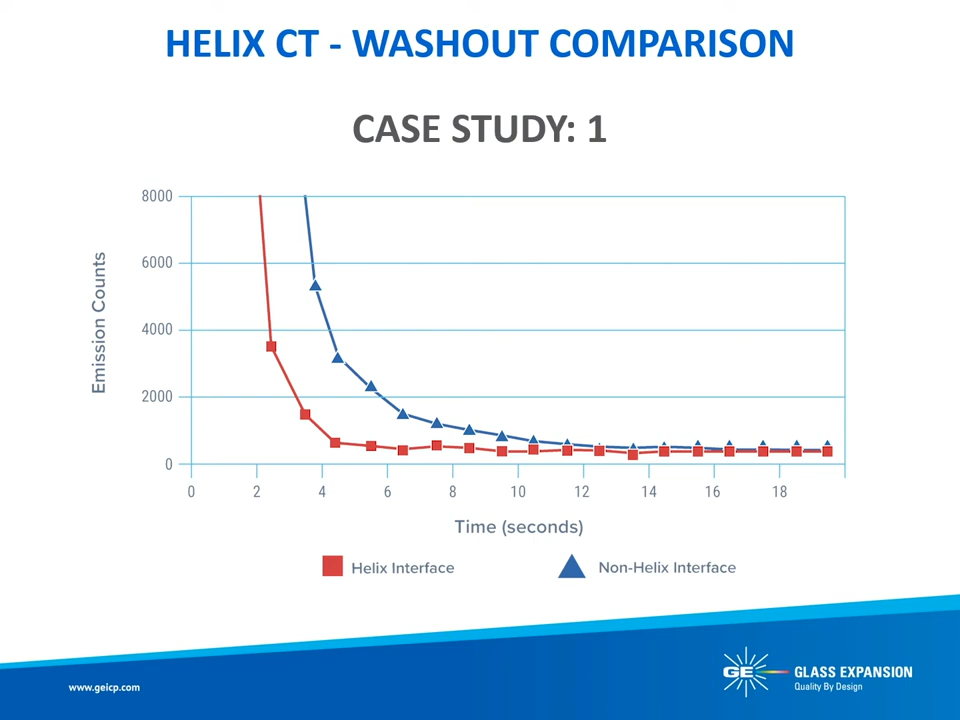 HELIX CT - WASHOUT COMPARISON
CASE STUDY: 1
8000
6000
4000
2000
0
Emission Counts
0 2 4 6 8 10 12 14 16 18
Time (seconds)
Helix Interface
Non-Helix Interface
www.geicp.com
GE
GLASS EXPANSION
Quality By Design